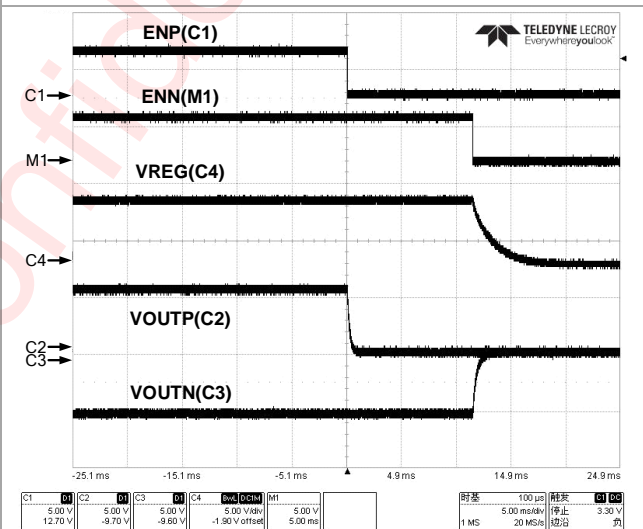 ENP(C1)
TELEDYNE LECROY
Everywhereyoulook™
C1
ENN(M1)
M1
VREG(C4)
C4
VOUTP(C2)
C2
C3
VOUTN(C3)
-25.1 ms -15.1 ms -5.1 ms 4.9 ms 14.9 ms 24.9 ms
C1 D1 C2 D1 C3 D1 C4 BwL DC1M M1 时基 100 µs 触发 C1 DC
5.00 V 5.00 V 5.00 V 5.00 V/div 5.00 V 5.00 ms/div 停止 3.30 V
12.70 V -9.70 V -9.60 V -1.90 V offset 5.00 ms 1 MS 20 MS/s 边沿 负